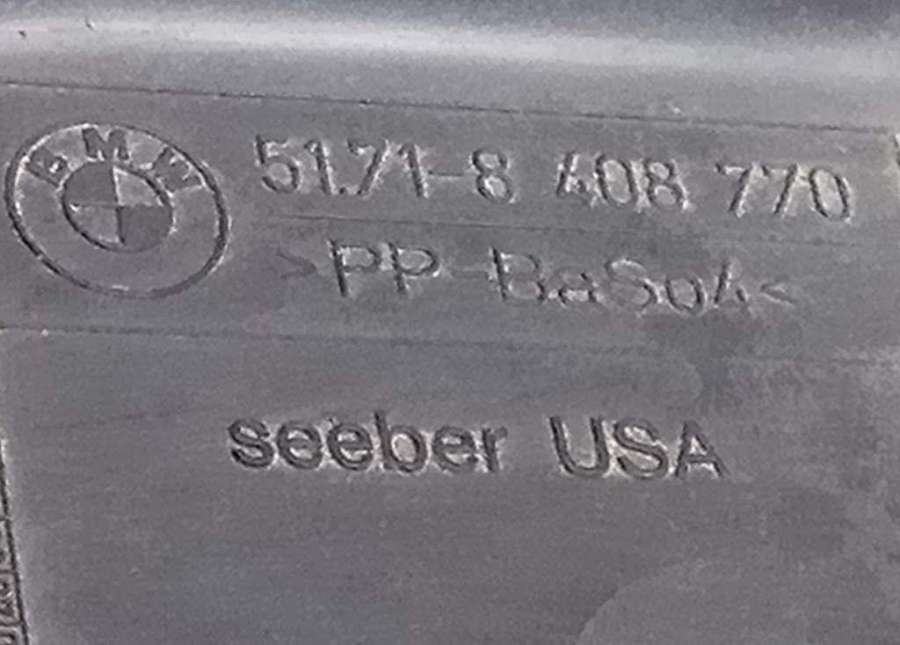 BMW
51.71-8 408 770
>PP-BaSo4<
seeber USA